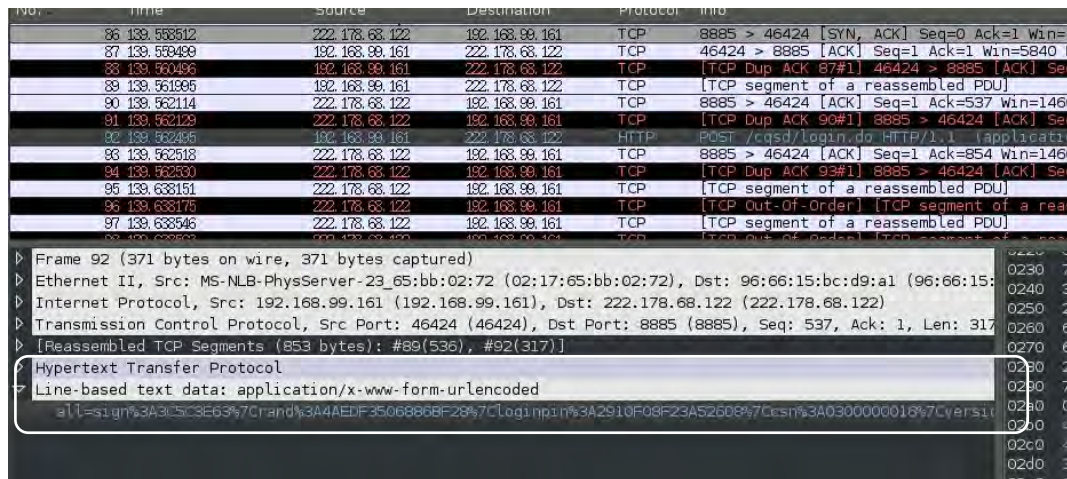 No. . Time Source Destination Protocol Info
86 139.558512 222.178.68.122 192.168.99.161 TCP 8885 > 46424 [SYN, ACK] Seq=0 Ack=1 Win=
87 139.559499 192.168.99.161 222.178.68.122 TCP 46424 > 8885 [ACK] Seq=1 Ack=1 Win=5840
88 139.560496 192.168.99.161 222.178.68.122 TCP [TCP Dup ACK 87#1] 46424 > 8885 [ACK] Se
89 139.561995 192.168.99.161 222.178.68.122 TCP [TCP segment of a reassembled PDU]
90 139.562114 222.178.68.122 192.168.99.161 TCP 8885 > 46424 [ACK] Seq=1 Ack=537 Win=146
91 139.562129 222.178.68.122 192.168.99.161 TCP [TCP Dup ACK 90#1] 8885 > 46424 [ACK] Se
92 139.562495 192.168.99.161 222.178.68.122 HTTP POST /cqsd/login.do HTTP/1.1 (applicati
93 139.562518 222.178.68.122 192.168.99.161 TCP 8885 > 46424 [ACK] Seq=1 Ack=854 Win=146
94 139.562530 222.178.68.122 192.168.99.161 TCP [TCP Dup ACK 93#1] 8885 > 46424 [ACK] Se
95 139.638151 222.178.68.122 192.168.99.161 TCP [TCP segment of a reassembled PDU]
96 139.638175 222.178.68.122 192.168.99.161 TCP [TCP Out-Of-Order] [TCP segment of a rea
97 139.638546 222.178.68.122 192.168.99.161 TCP [TCP segment of a reassembled PDU]
Frame 92 (371 bytes on wire, 371 bytes captured)
Ethernet II, Src: MS-NLB-PhysServer-23_65:bb:02:72 (02:17:65:bb:02:72), Dst: 96:66:15:bc:d9:a1 (96:66:15:
Internet Protocol, Src: 192.168.99.161 (192.168.99.161), Dst: 222.178.68.122 (222.178.68.122)
Transmission Control Protocol, Src Port: 46424 (46424), Dst Port: 8885 (8885), Seq: 537, Ack: 1, Len: 317
[Reassembled TCP Segments (853 bytes): #89(536), #92(317)]
Hypertext Transfer Protocol
Line-based text data: application/x-www-form-urlencoded
0230
0240
0250
0260
0270
0280
0290
02a0
02b0
02c0
02d0